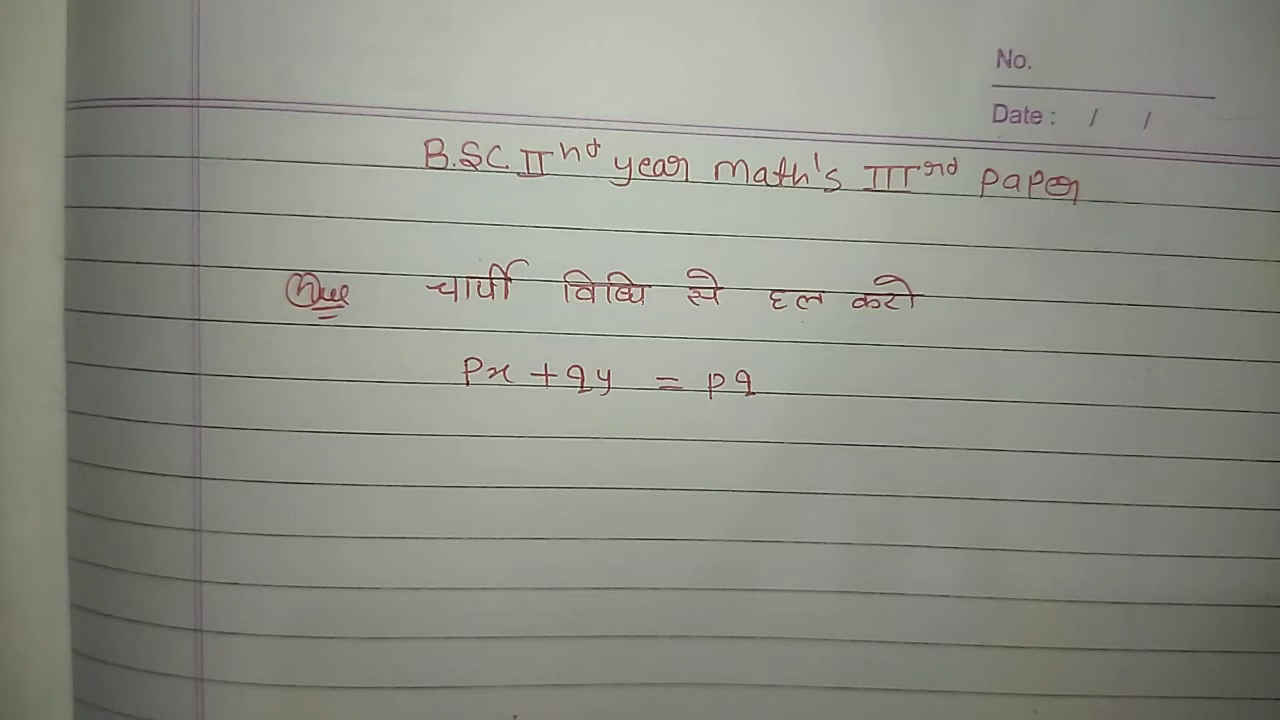 No.
Date : / /
B.SC IInd year math's IIIrd paper
Que चार्पी विधि से हल करो
Px + qy = pq